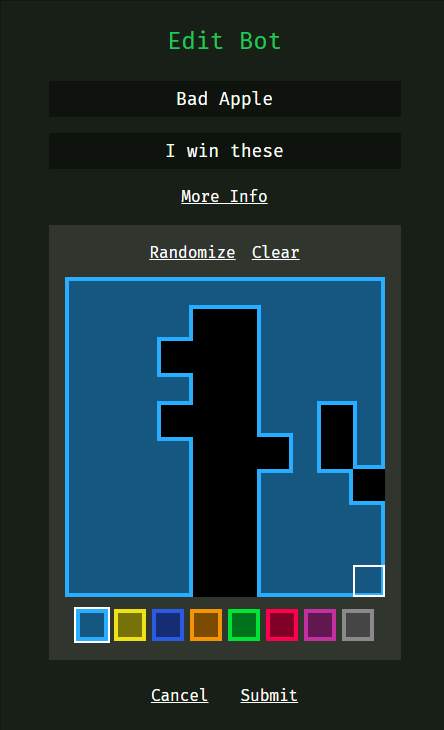 Edit Bot
Bad Apple
I win these
More Info
Randomize Clear
Cancel Submit